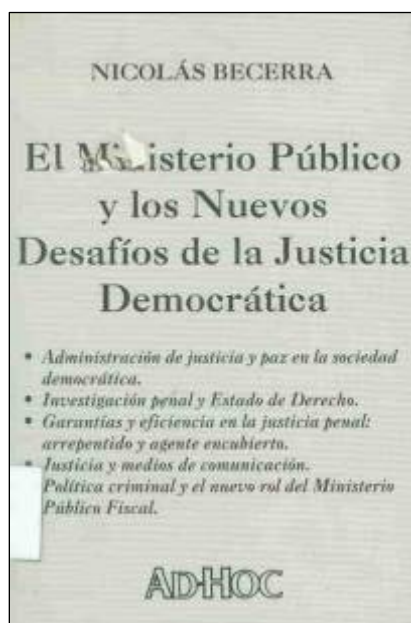 NICOLÁS BECERRA
El Ministerio Público
y los Nuevos
Desafíos de la Justicia
Democrática
• Administración de justicia y paz en la sociedad
democrática.
• Investigación penal y Estado de Derecho.
• Garantías y eficiencia en la justicia penal:
arrepentido y agente encubierto.
• Justicia y medios de comunicación.
Política criminal y el nuevo rol del Ministerio
Público Fiscal.
AD-HOC